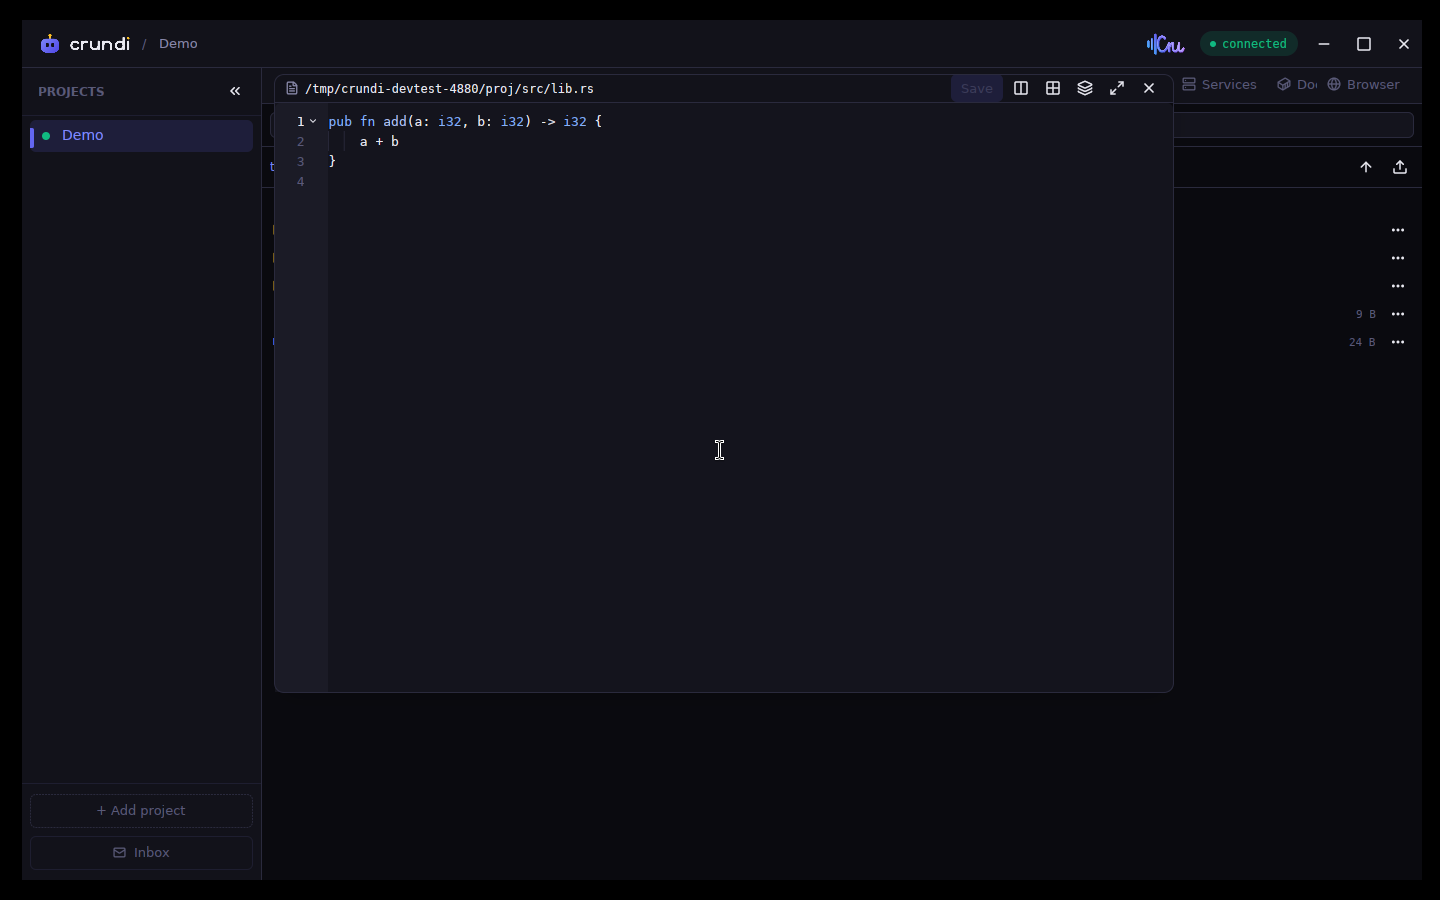 crundi / Demo
Cru
connected
PROJECTS
Demo
+ Add project
Inbox
/tmp/crundi-devtest-4880/proj/src/lib.rs
Save
Services
Browser
1 pub fn add(a: i32, b: i32) -> i32 {
2 a + b
3 }
4
9 B
24 B